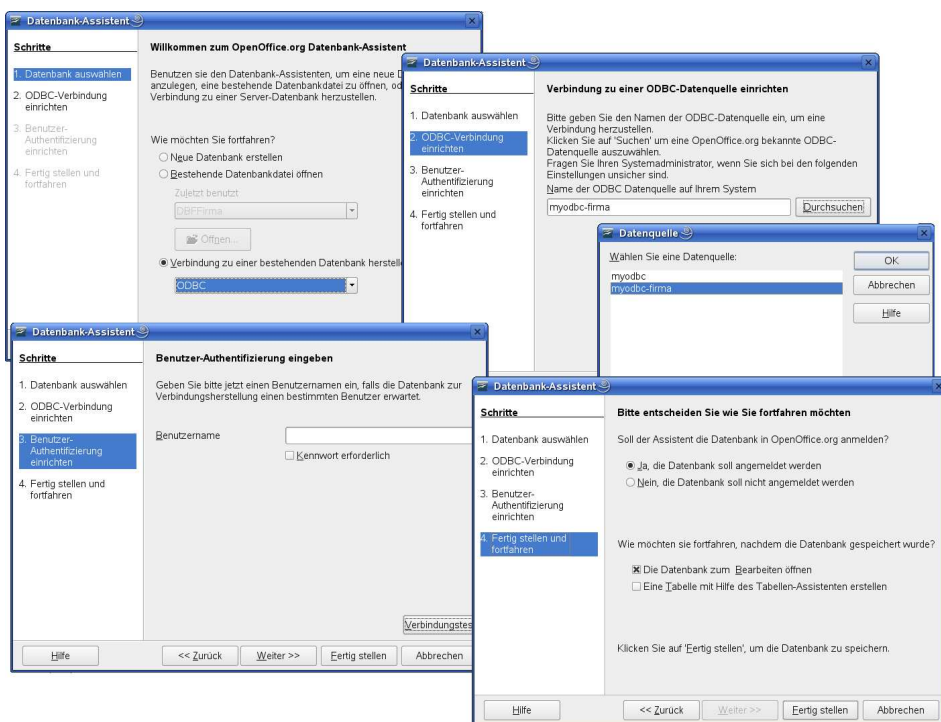 Datenbank-Assistent
Schritte
1. Datenbank auswählen
2. ODBC-Verbindung
einrichten
3. Benutzer-
Authentifizierung
einrichten
4. Fertig stellen und
fortfahren
Willkommen zum OpenOffice.org Datenbank-Assistent
Benutzen sie den Datenbank-Assistenten, um eine neue D
anzulegen, eine bestehende Datenbankdatei zu öffnen, od
Verbindung zu einer Server-Datenbank herzustellen.
Wie möchten Sie fortfahren?
Neue Datenbank erstellen
Bestehende Datenbankdatei öffnen
Zuletzt benutzt
DBFFirma
Öffnen...
Verbindung zu einer bestehenden Datenbank herstelle
ODBC
Datenbank-Assistent
Schritte
1. Datenbank auswählen
2. ODBC-Verbindung
einrichten
3. Benutzer-
Authentifizierung
einrichten
4. Fertig stellen und
fortfahren
Verbindung zu einer ODBC-Datenquelle einrichten
Bitte geben Sie den Namen der ODBC-Datenquelle ein, um eine
Verbindung herzustellen.
Klicken Sie auf 'Suchen' um eine OpenOffice.org bekannte ODBC-
Datenquelle auszuwählen.
Fragen Sie Ihren Systemadministrator, wenn Sie sich bei den folgenden
Einstellungen unsicher sind.
Name der ODBC Datenquelle auf Ihrem System
myodbc-firma
Durchsuchen
Datenquelle
Wählen Sie eine Datenquelle:
myodbc
myodbc-firma
OK
Abbrechen
Hilfe
Datenbank-Assistent
Schritte
1. Datenbank auswählen
2. ODBC-Verbindung
einrichten
3. Benutzer-
Authentifizierung
einrichten
4. Fertig stellen und
fortfahren
Benutzer-Authentifizierung eingeben
Geben Sie bitte jetzt einen Benutzernamen ein, falls die Datenbank zur
Verbindungsherstellung einen bestimmten Benutzer erwartet.
Benutzername
Kennwort erforderlich
Verbindungstes
Hilfe
<< Zurück
Weiter >>
Fertig stellen
Abbrechen
Datenbank-Assistent
Schritte
1. Datenbank auswählen
2. ODBC-Verbindung
einrichten
3. Benutzer-
Authentifizierung
einrichten
4. Fertig stellen und
fortfahren
Bitte entscheiden Sie wie Sie fortfahren möchten
Soll der Assistent die Datenbank in OpenOffice.org anmelden?
Ja, die Datenbank soll angemeldet werden
Nein, die Datenbank soll nicht angemeldet werden
Wie möchten sie fortfahren, nachdem die Datenbank gespeichert wurde?
Die Datenbank zum Bearbeiten öffnen
Eine Tabelle mit Hilfe des Tabellen-Assistenten erstellen
Klicken Sie auf 'Fertig stellen', um die Datenbank zu speichern.
Hilfe
<< Zurück
Weiter >>
Fertig stellen
Abbrechen